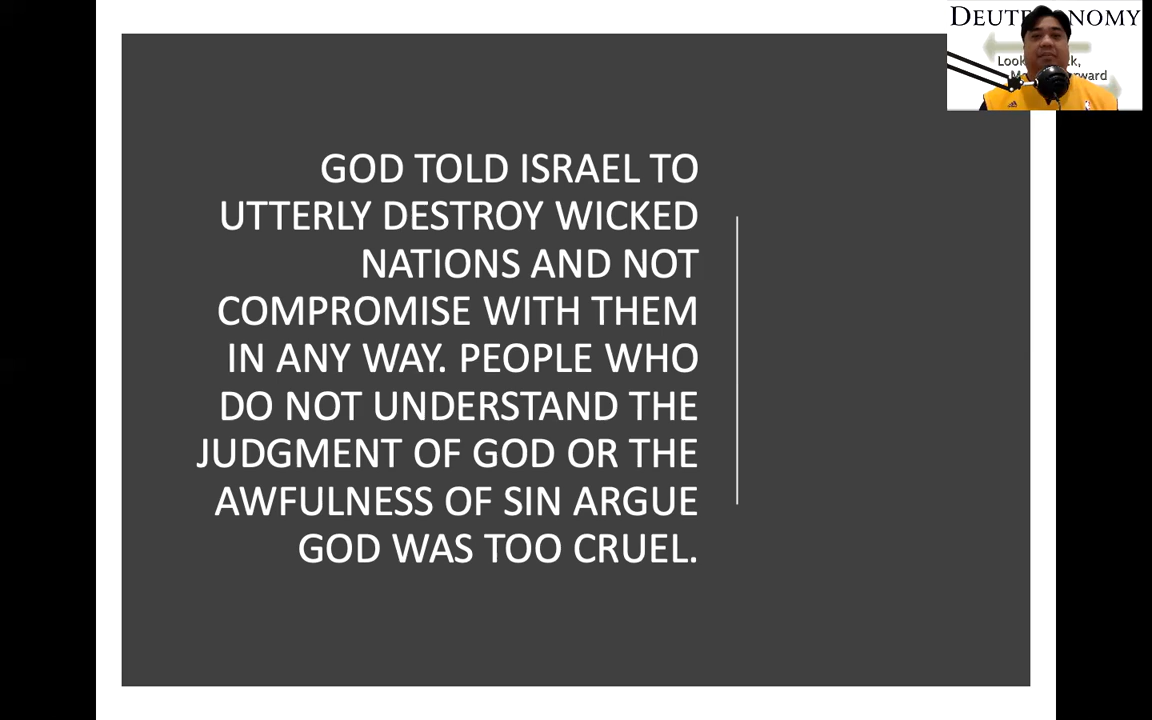 GOD TOLD ISRAEL TO
UTTERLY DESTROY WICKED
NATIONS AND NOT
COMPROMISE WITH THEM
IN ANY WAY. PEOPLE WHO
DO NOT UNDERSTAND THE
JUDGMENT OF GOD OR THE
AWFULNESS OF SIN ARGUE
GOD WAS TOO CRUEL.